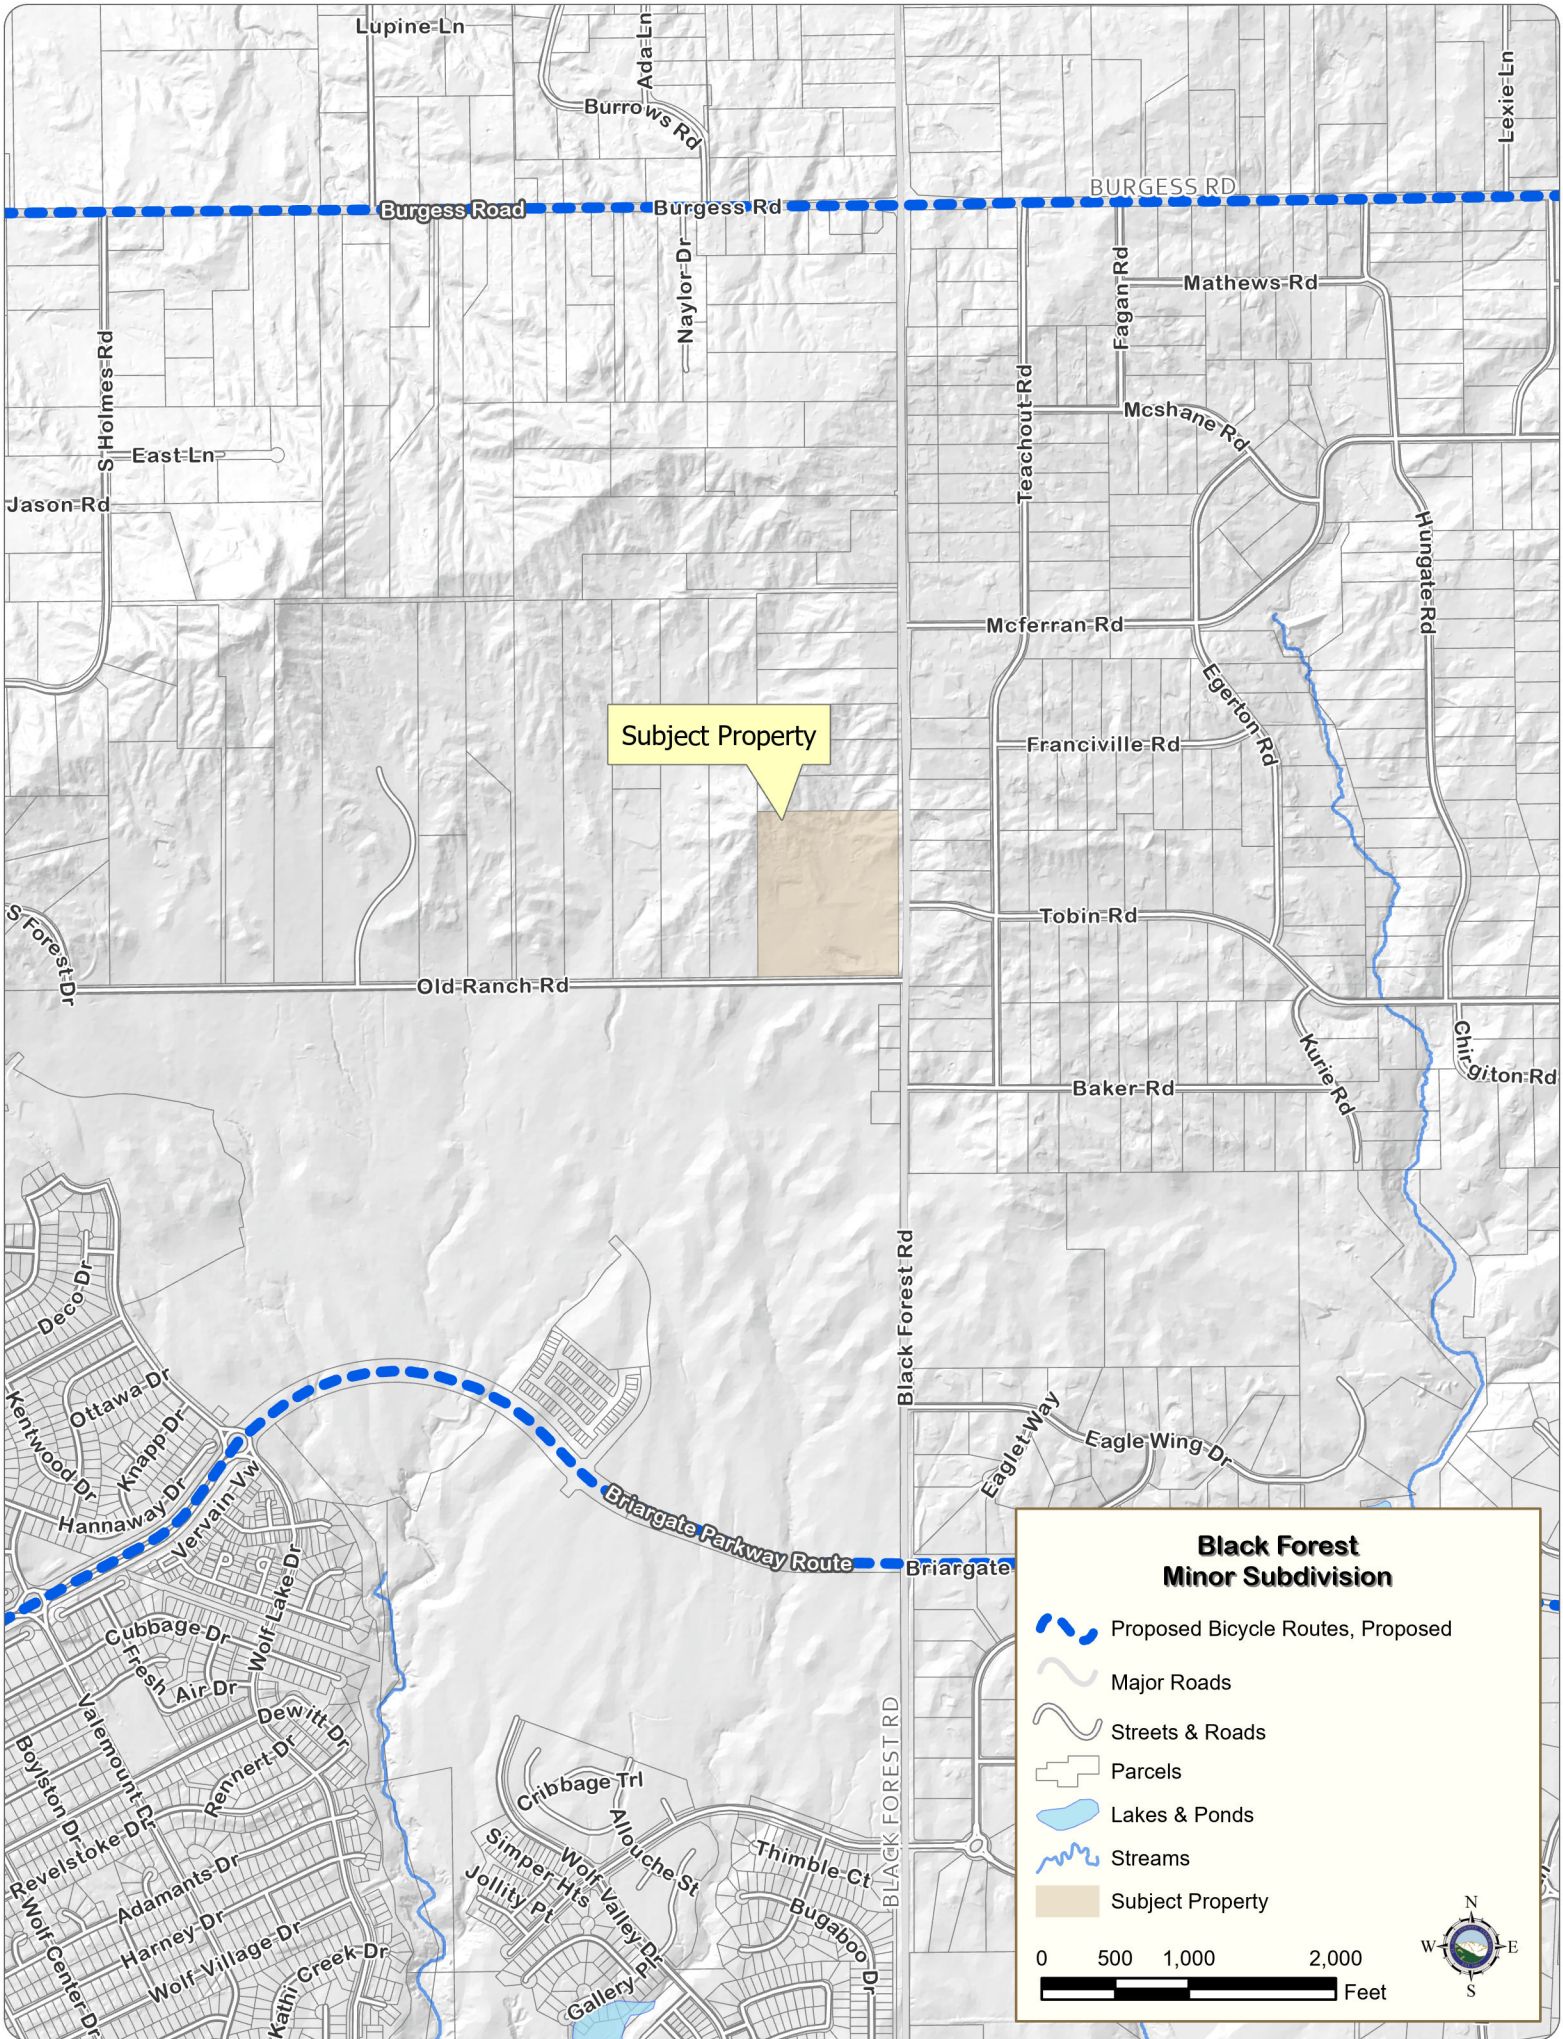 Lupine Ln
Ada Ln
Burrows Rd
Lexie Ln
BURGESS RD
Burgess Road
Burgess Rd
Naylor Dr
Fagan Rd
Mathews Rd
S Holmes Rd
Teachout Rd
Mcshane Rd
East Ln
Jason Rd
Hungate Rd
Mcferran Rd
Egerton Rd
Subject Property
Franciville Rd
Tobin Rd
S Forest Dr
Old Ranch Rd
Kurie Rd
Chirgiton Rd
Baker Rd
Black Forest Rd
Deco Dr
Ottawa Dr
Kentwood Dr
Knapp Dr
Hannaway Dr
Vervain Vw
Eaglet Way
Eagle Wing Dr
Briargate Parkway Route
Briargate
Wolf Lake Dr
Cubbage Dr
Fresh Air Dr
Dewitt Dr
Valemount Dr
Boylston Dr
Rennert Dr
Revelstoke Dr
Adamants Dr
Harney Dr
Wolf Village Dr
Wolf Center Dr
Kathi Creek Dr
BLACK FOREST RD
Cribbage Trl
Allouche St
Simper Hts
Jollity Pt
Wolf Valley Dr
Thimble Ct
Bugaboo Dr
Gallery Pl
Black Forest
Minor Subdivision
Proposed Bicycle Routes, Proposed
Major Roads
Streets & Roads
Parcels
Lakes & Ponds
Streams
Subject Property
N
W E
S
0 500 1,000 2,000
Feet